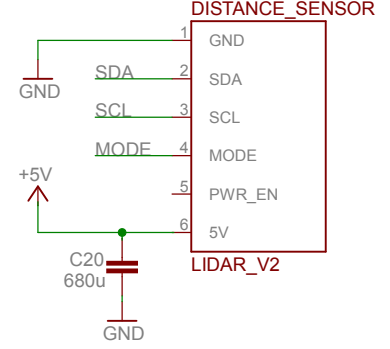 DISTANCE_SENSOR
1 GND
GND
SDA 2 SDA
SCL 3 SCL
MODE 4 MODE
+5V
5 PWR_EN
6 5V
C20
680u
LIDAR_V2
GND